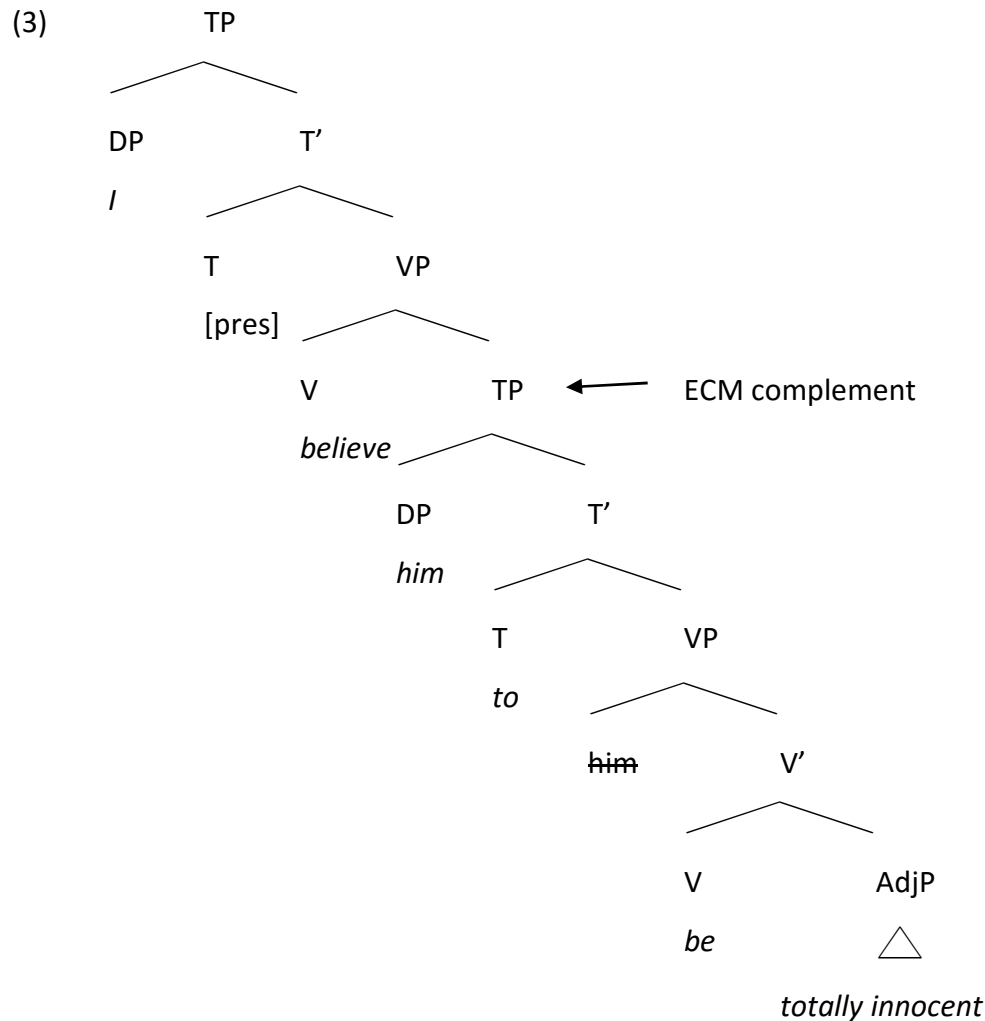 (3) TP
DP T’
I
T VP
[pres]
V TP ECM complement
believe
DP T’
him
T VP
to
him V’
V AdjP
be
totally innocent